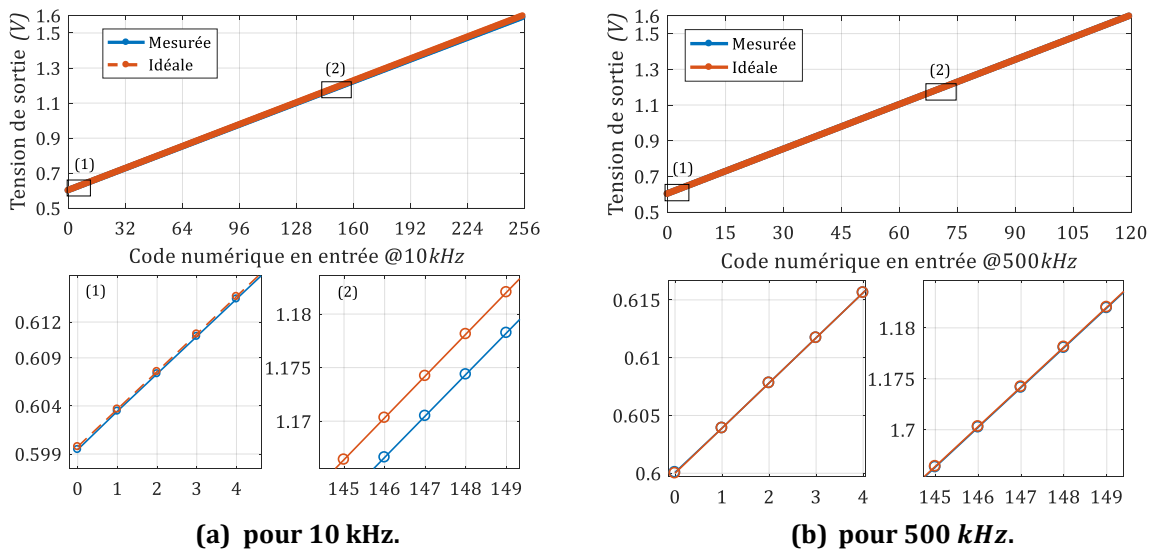 Tension de sortie (V)
1.6
1.5
1.3
1.1
0.9
0.7
0.5
Mesurée
Idéale
(1)
(2)
0 32 64 96 128 160 192 224 256
Code numérique en entrée @10kHz
(1)
0.612
0.609
0.604
0.599
0 1 2 3 4
(2)
1.18
1.175
1.17
145 146 147 148 149
(a) pour 10 kHz.
Tension de sortie (V)
1.6
1.5
1.3
1.1
0.9
0.7
0.5
Mesurée
Idéale
(1)
(2)
0 15 30 45 60 75 90 105 120
Code numérique en entrée @500kHz
0.615
0.61
0.605
0.6
0 1 2 3 4
1.18
1.175
1.7
145 146 147 148 149
(b) pour 500 kHz.